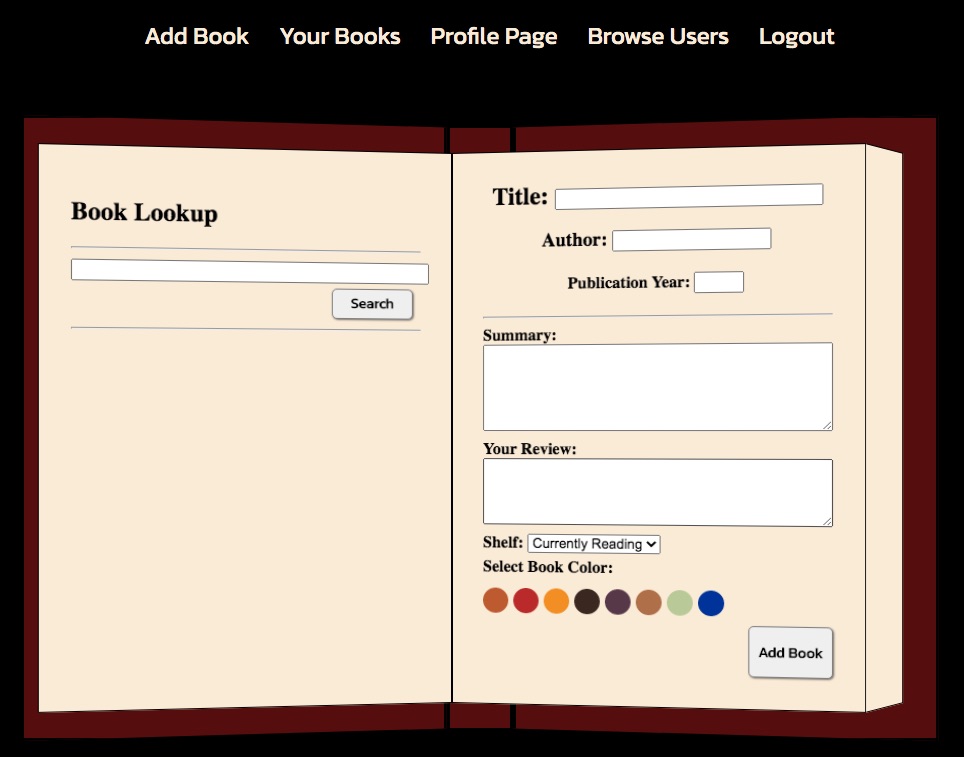 Add Book Your Books Profile Page Browse Users Logout
Book Lookup
Search
Title:
Author:
Publication Year:
Summary:
Your Review:
Shelf: Currently Reading
Select Book Color:
Add Book